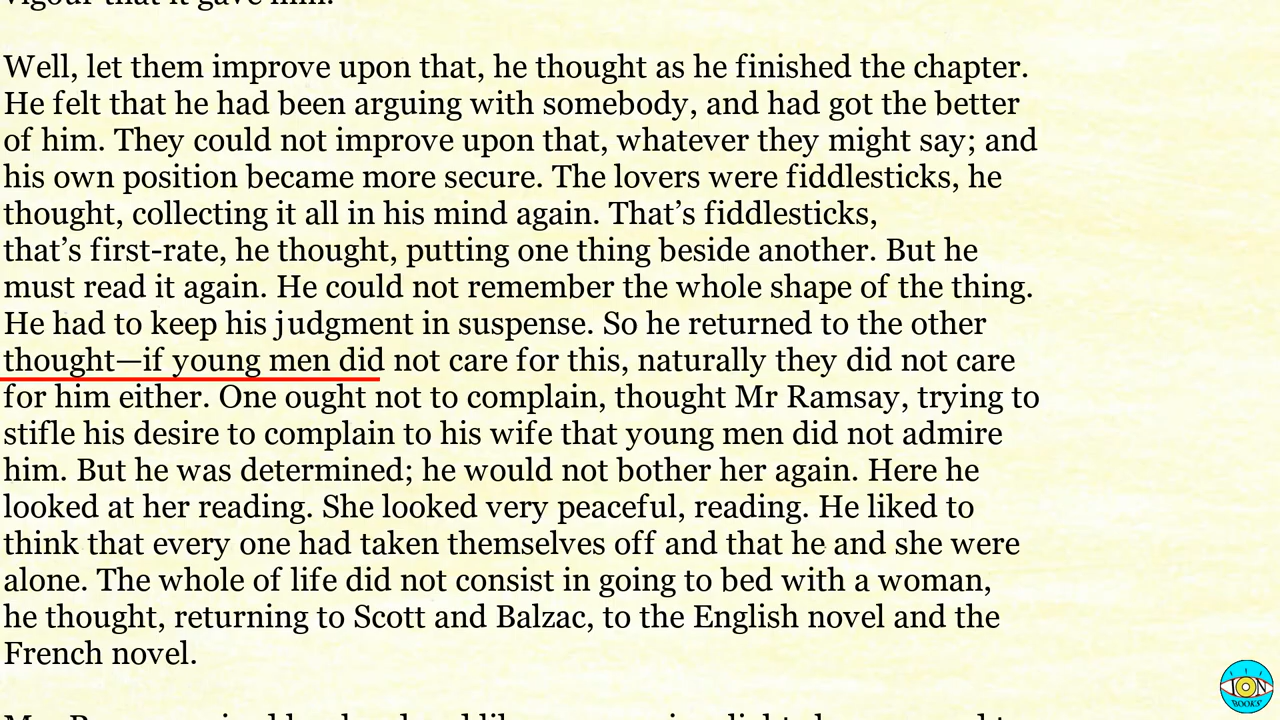 vigour that it gave him.
Well, let them improve upon that, he thought as he finished the chapter.
He felt that he had been arguing with somebody, and had got the better
of him. They could not improve upon that, whatever they might say; and
his own position became more secure. The lovers were fiddlesticks, he
thought, collecting it all in his mind again. That’s fiddlesticks,
that’s first-rate, he thought, putting one thing beside another. But he
must read it again. He could not remember the whole shape of the thing.
He had to keep his judgment in suspense. So he returned to the other
thought—if young men did not care for this, naturally they did not care
for him either. One ought not to complain, thought Mr Ramsay, trying to
stifle his desire to complain to his wife that young men did not admire
him. But he was determined; he would not bother her again. Here he
looked at her reading. She looked very peaceful, reading. He liked to
think that every one had taken themselves off and that he and she were
alone. The whole of life did not consist in going to bed with a woman,
he thought, returning to Scott and Balzac, to the English novel and the
French novel.
ION
BOOKS